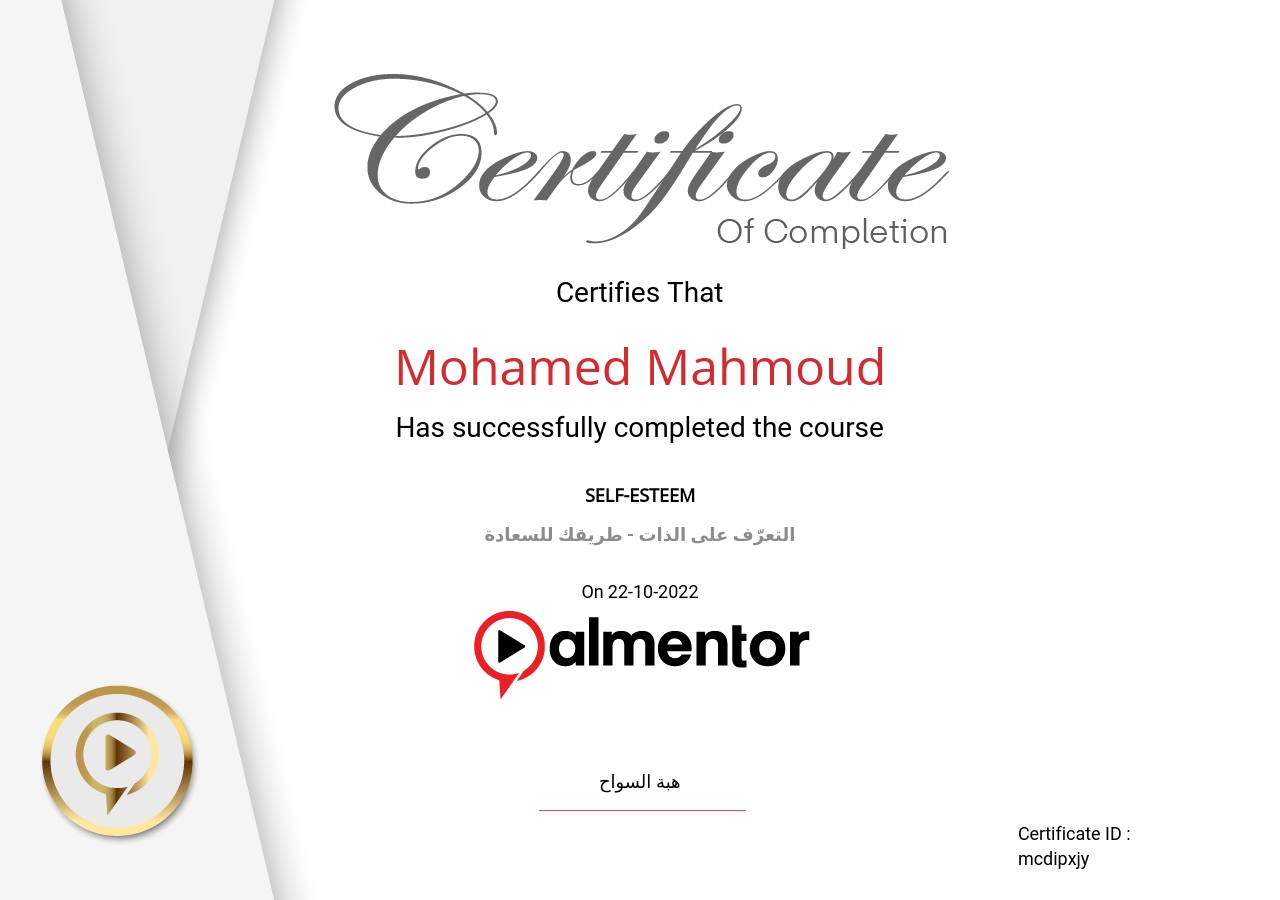 Certificate
Of Completion
Certifies That
Mohamed Mahmoud
Has successfully completed the course
SELF-ESTEEM
التعرّف على الذات - طريقك للسعادة
On 22-10-2022
almentor
هبة السواح
Certificate ID :
mcdipxjy